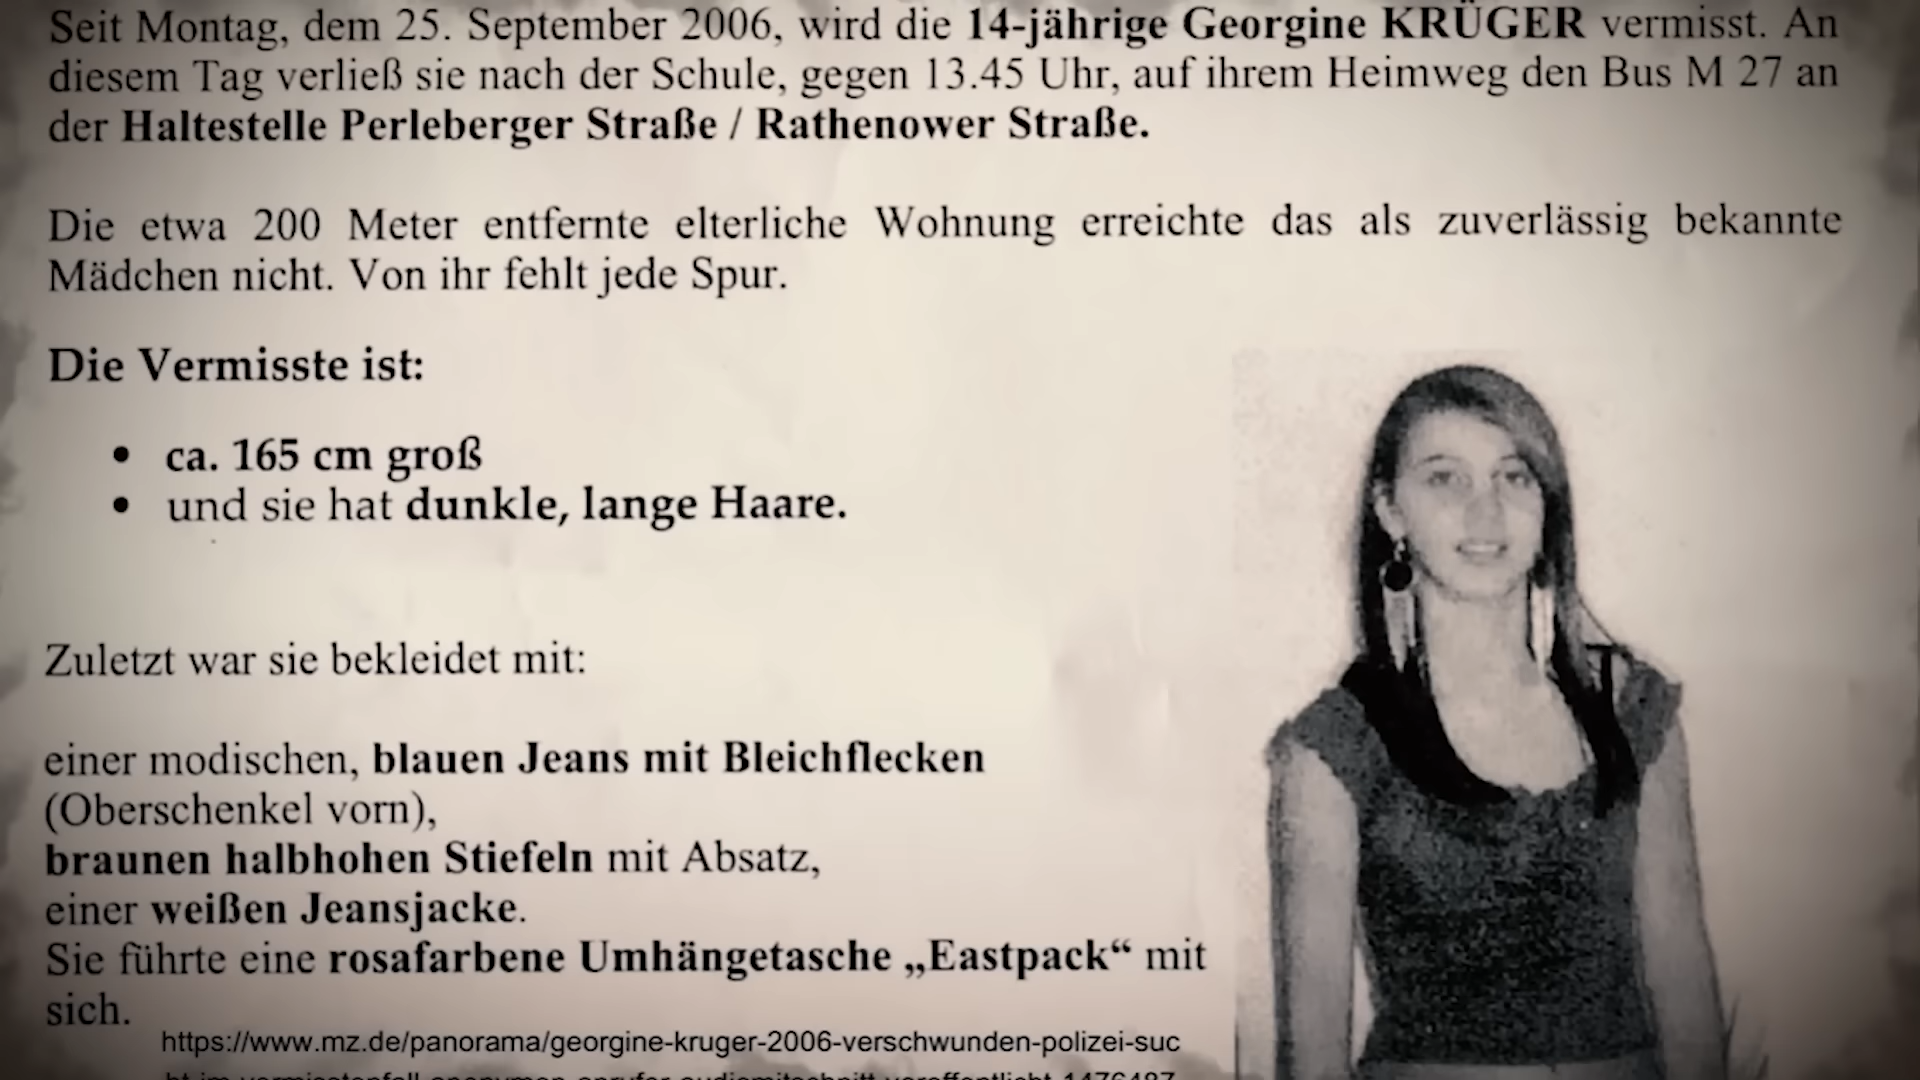 Seit Montag, dem 25. September 2006, wird die 14-jährige Georgine KRÜGER vermisst. An
diesem Tag verließ sie nach der Schule, gegen 13.45 Uhr, auf ihrem Heimweg den Bus M 27 an
der Haltestelle Perleberger Straße / Rathenower Straße.
Die etwa 200 Meter entfernte elterliche Wohnung erreichte das als zuverlässig bekannte
Mädchen nicht. Von ihr fehlt jede Spur.
Die Vermisste ist:
• ca. 165 cm groß
• und sie hat dunkle, lange Haare.
Zuletzt war sie bekleidet mit:
einer modischen, blauen Jeans mit Bleichflecken
(Oberschenkel vorn),
braunen halbhohen Stiefeln mit Absatz,
einer weißen Jeansjacke.
Sie führte eine rosafarbene Umhängetasche „Eastpack“ mit
sich.
https://www.mz.de/panorama/georgine-kruger-2006-verschwunden-polizei-suc